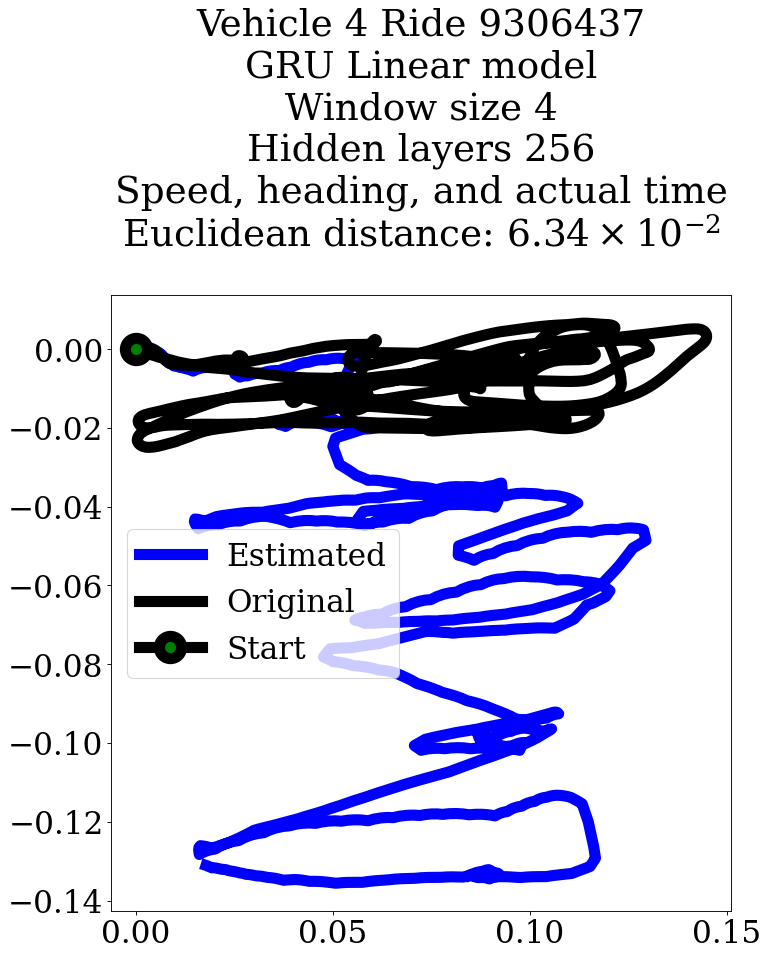 Vehicle 4 Ride 9306437
GRU Linear model
Window size 4
Hidden layers 256
Speed, heading, and actual time
Euclidean distance: 6.34 × 10⁻²
0.00
−0.02
−0.04
−0.06
−0.08
−0.10
−0.12
−0.14
Estimated
Original
Start
0.00 0.05 0.10 0.15